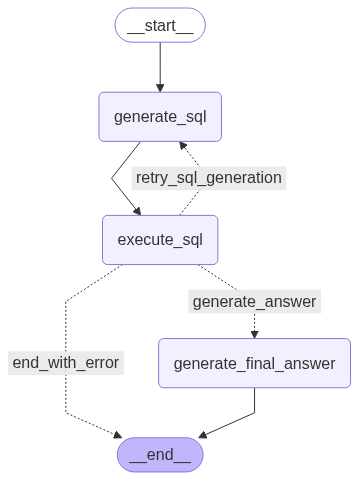 __start__
generate_sql
retry_sql_generation
execute_sql
generate_answer
end_with_error
generate_final_answer
__end__